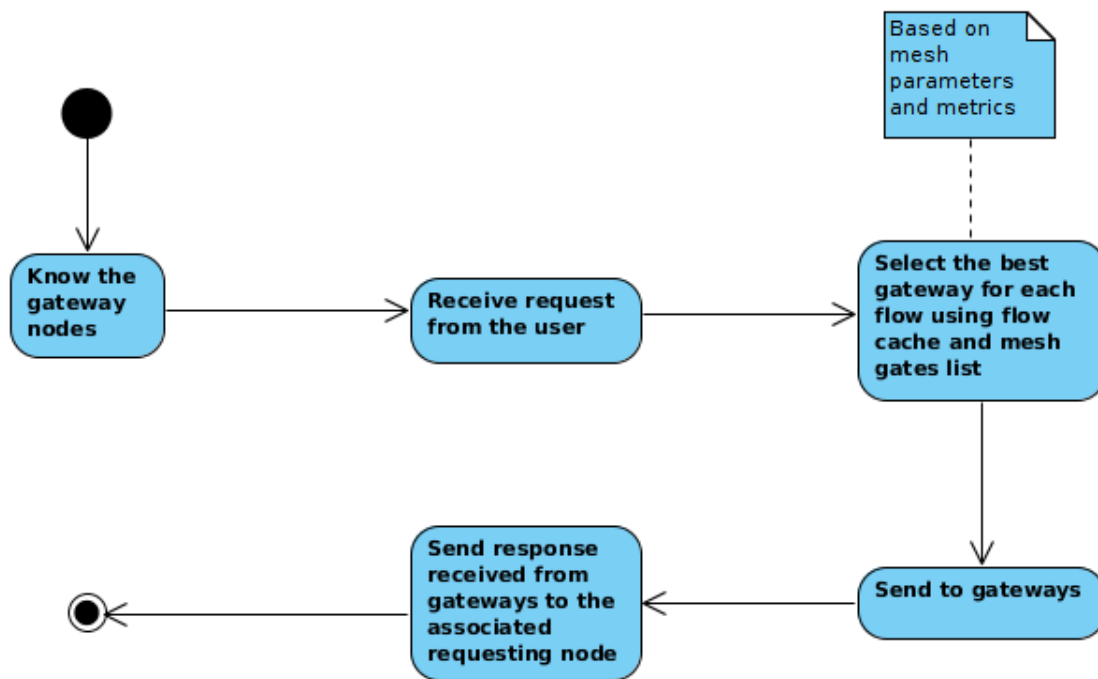 Based on
mesh
parameters
and metrics
Know the
gateway
nodes
Receive request
from the user
Select the best
gateway for each
flow using flow
cache and mesh
gates list
Send to gateways
Send response
received from
gateways to the
associated
requesting node